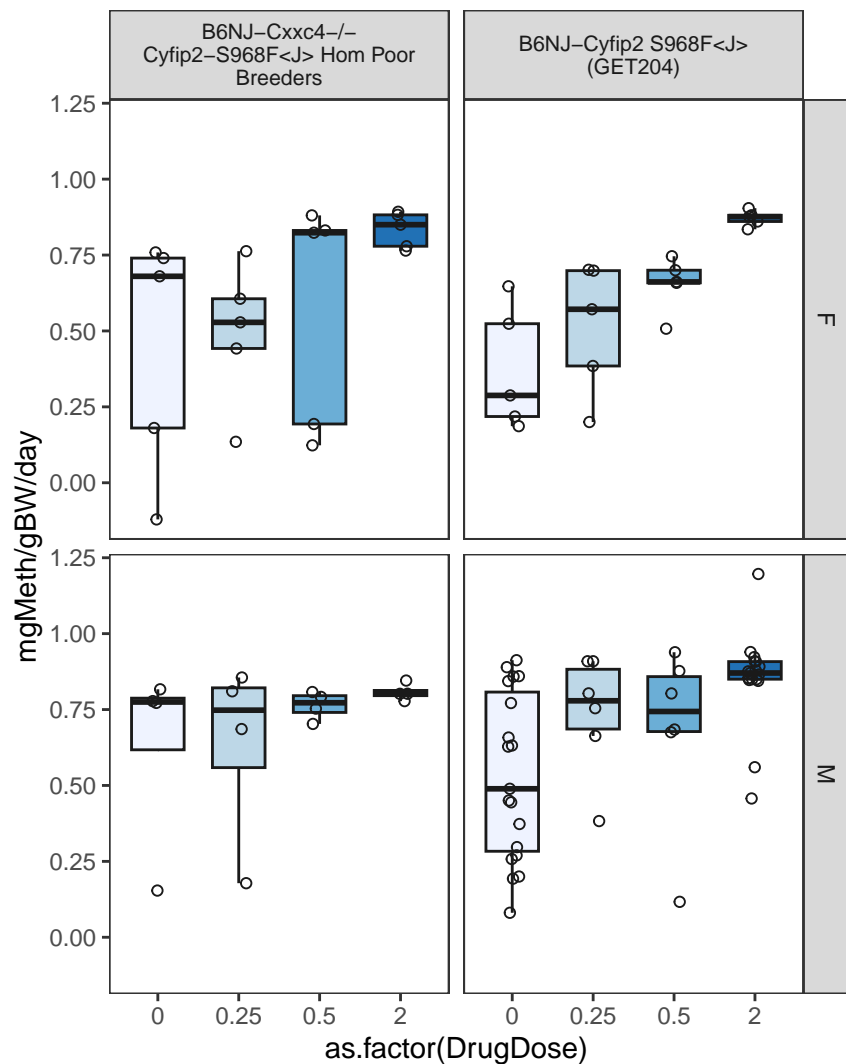 B6NJ−Cxxc4−/−
Cyfip2−S968F<J> Hom Poor
Breeders
B6NJ−Cyfip2 S968F<J>
(GET204)
1.25
1.00
0.75
0.50
0.25
0.00
F
1.25
1.00
0.75
0.50
0.25
0.00
M
mgMeth/gBW/day
0 0.25 0.5 2
0 0.25 0.5 2
as.factor(DrugDose)